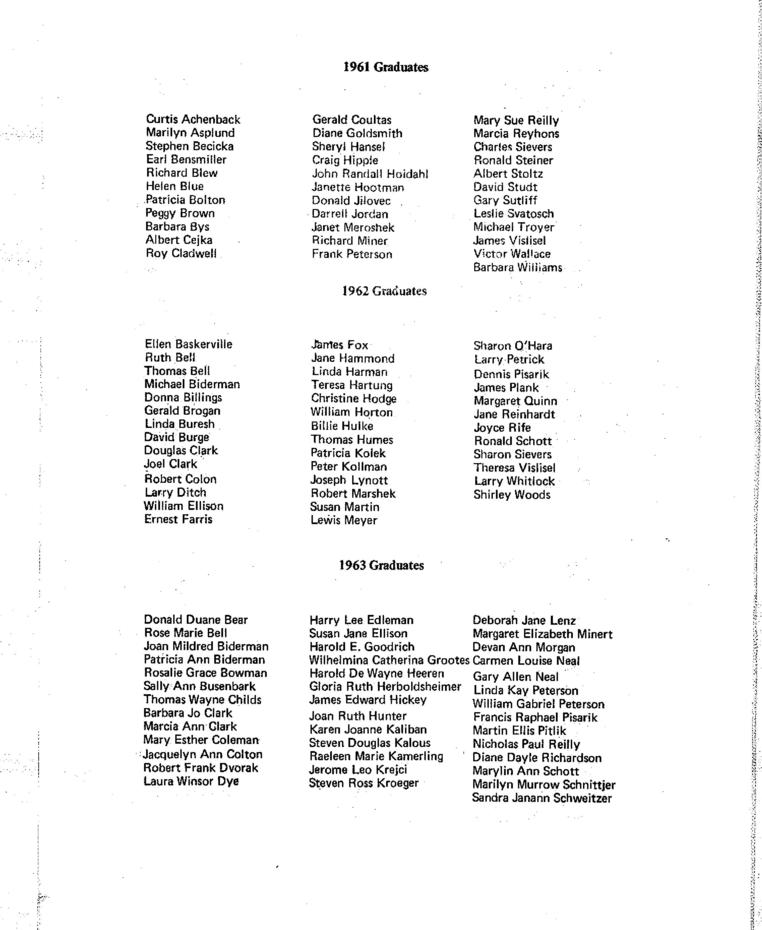 1961 Graduates
Curtis Achenback
Marilyn Asplund
Stephen Becicka
Earl Bensmiller
Richard Blew
Helen Blue
Patricia Bolton
Peggy Brown
Barbara Bys
Albert Cejka
Roy Cladwell
Gerald Coultas
Diane Goldsmith
Sheryl Hansel
Craig Hipple
John Randall Hoidahl
Janette Hootman
Donald Jilovec
Darrell Jordan
Janet Meroshek
Richard Miner
Frank Peterson
Mary Sue Reilly
Marcia Reyhons
Charles Sievers
Ronald Steiner
Albert Stoltz
David Studt
Gary Sutliff
Leslie Svatosch
Michael Troyer
James Vislisel
Victor Wallace
Barbara Williams
1962 Graduates
Ellen Baskerville
Ruth Bell
Thomas Bell
Michael Biderman
Donna Billings
Gerald Brogan
Linda Buresh
David Burge
Douglas Clark
Joel Clark
Robert Colon
Larry Ditch
William Ellison
Ernest Farris
James Fox
Jane Hammond
Linda Harman
Teresa Hartung
Christine Hodge
William Horton
Billie Hulke
Thomas Humes
Patricia Kolek
Peter Kollman
Joseph Lynott
Robert Marshek
Susan Martin
Lewis Meyer
Sharon O'Hara
Larry Petrick
Dennis Pisarik
James Plank
Margaret Quinn
Jane Reinhardt
Joyce Rife
Ronald Schott
Sharon Sievers
Theresa Vislisel
Larry Whitlock
Shirley Woods
1963 Graduates
Donald Duane Bear
Rose Marie Bell
Joan Mildred Biderman
Patricia Ann Biderman
Rosalie Grace Bowman
Sally Ann Busenbark
Thomas Wayne Childs
Barbara Jo Clark
Marcia Ann Clark
Mary Esther Coleman
Jacquelyn Ann Colton
Robert Frank Dvorak
Laura Winsor Dye
Harry Lee Edleman
Susan Jane Ellison
Harold E. Goodrich
Wilhelmina Catherina Grootes
Harold De Wayne Heeren
Gloria Ruth Herboldsheimer
James Edward Hickey
Joan Ruth Hunter
Karen Joanne Kaliban
Steven Douglas Kalous
Raeleen Marie Kamerling
Jerome Leo Krejci
Steven Ross Kroeger
Deborah Jane Lenz
Margaret Elizabeth Minert
Devan Ann Morgan
Carmen Louise Neal
Gary Allen Neal
Linda Kay Peterson
William Gabriel Peterson
Francis Raphael Pisarik
Martin Ellis Pitlik
Nicholas Paul Reilly
Diane Dayle Richardson
Marylin Ann Schott
Marilyn Murrow Schnittjer
Sandra Janann Schweitzer